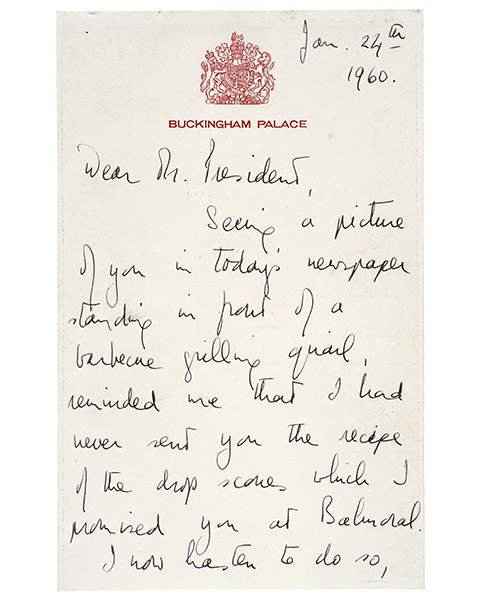 Jan. 24th
1960.
BUCKINGHAM PALACE
Dear Mr. President,
Seeing a picture
of you in today's newspaper
standing in front of a
barbecue grilling quail,
reminded me that I had
never sent you the recipe
of the drop scones which I
promised you at Balmoral.
I now hasten to do so,